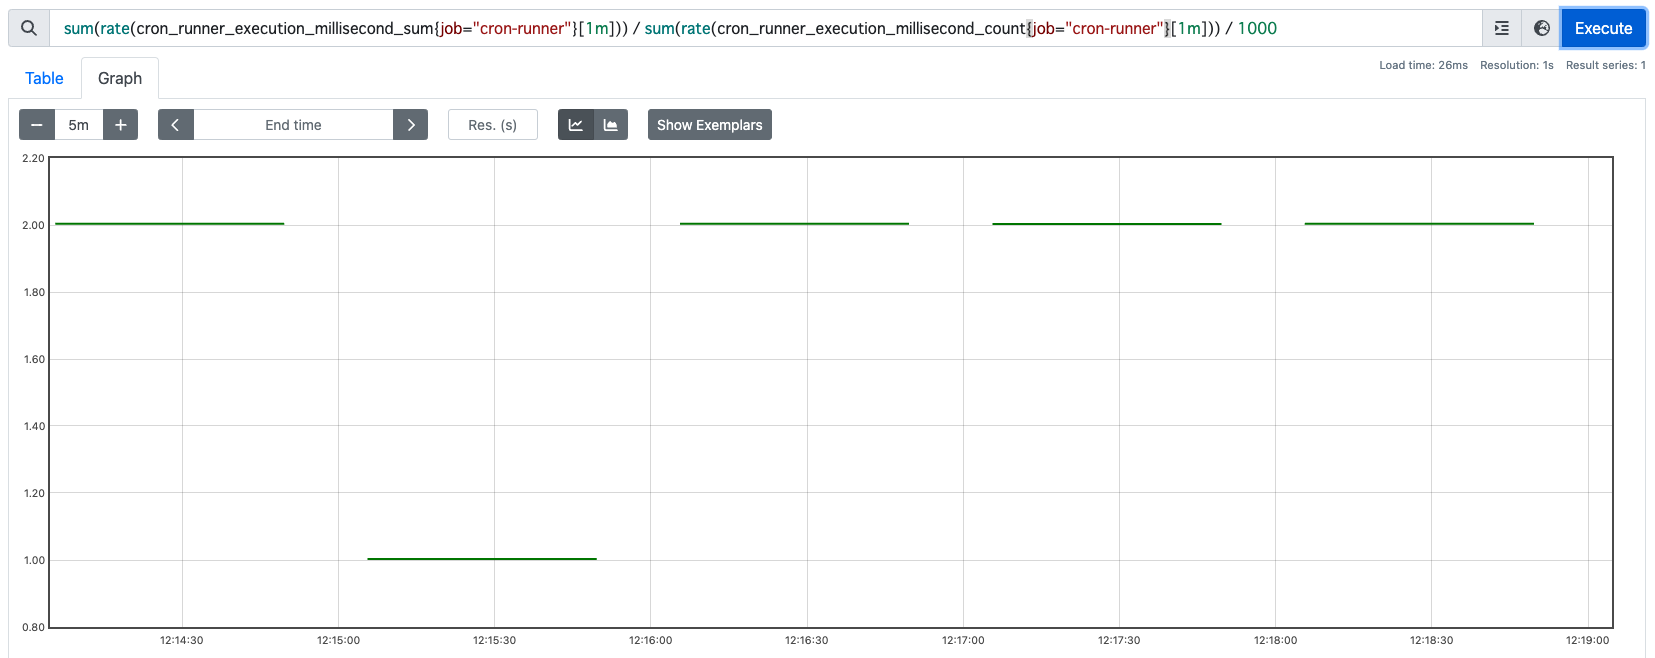 sum(rate(cron_runner_execution_millisecond_sum{job="cron-runner"}[1m])) / sum(rate(cron_runner_execution_millisecond_count{job="cron-runner"}[1m])) / 1000
Execute
Load time: 26ms Resolution: 1s Result series: 1
Table Graph
− 5m + End time Res. (s) Show Exemplars
2.20
2.00
1.80
1.60
1.40
1.20
1.00
0.80
12:14:30 12:15:00 12:15:30 12:16:00 12:16:30 12:17:00 12:17:30 12:18:00 12:18:30 12:19:00